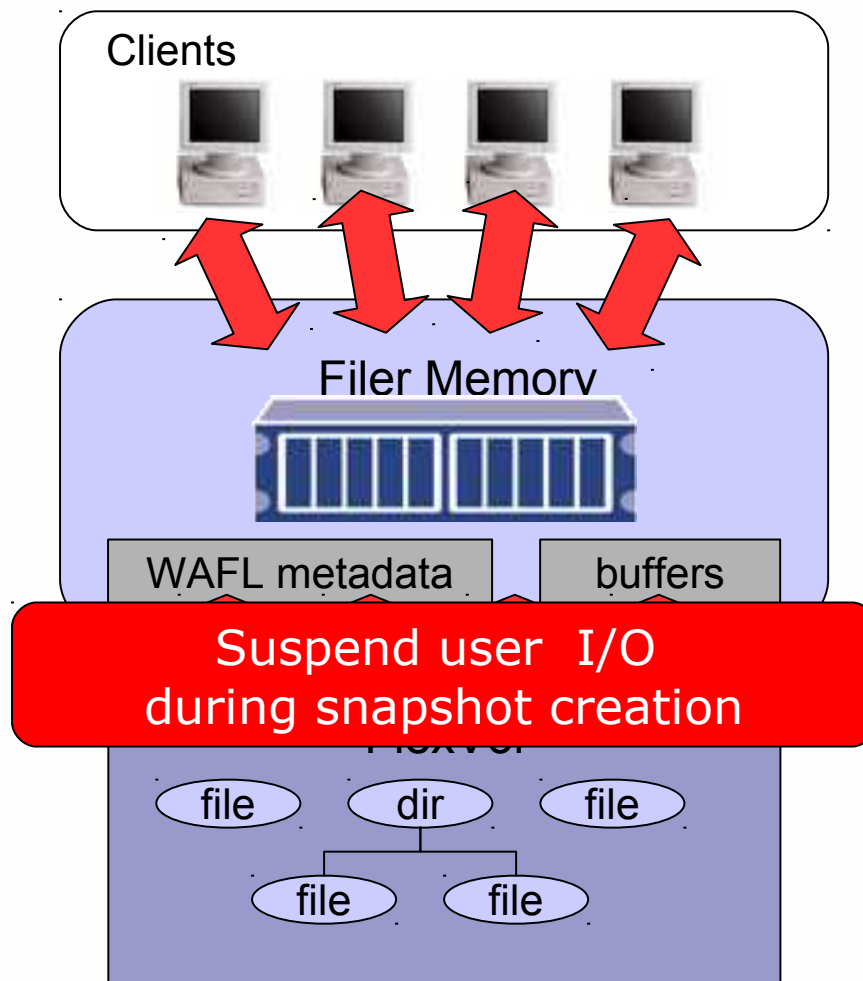 Clients
Filer Memory
WAFL metadata
buffers
Suspend user I/O
during snapshot creation
file
dir
file
file
file